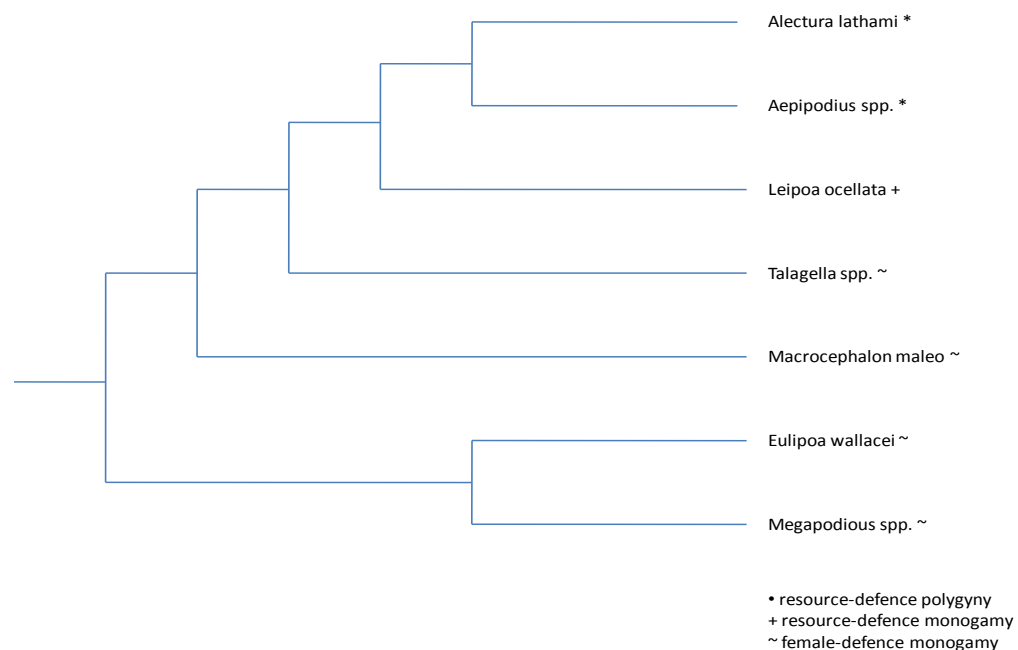 Alectura lathami *
Aepipodius spp. *
Leipoa ocellata +
Talagella spp. ~
Macrocephalon maleo ~
Eulipoa wallacei ~
Megapodious spp. ~
• resource-defence polygyny
+ resource-defence monogamy
~ female-defence monogamy